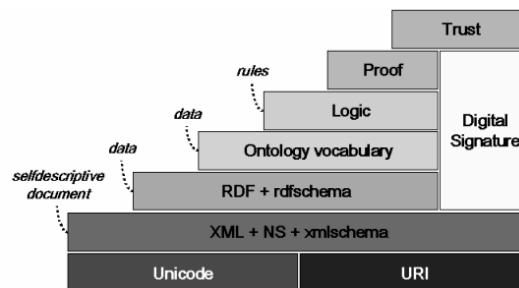 Trust
Proof
rules
Logic
Digital
Signature
data
Ontology vocabulary
data
RDF + rdfschema
selfdescriptive
document
XML + NS + xmlschema
Unicode
URI